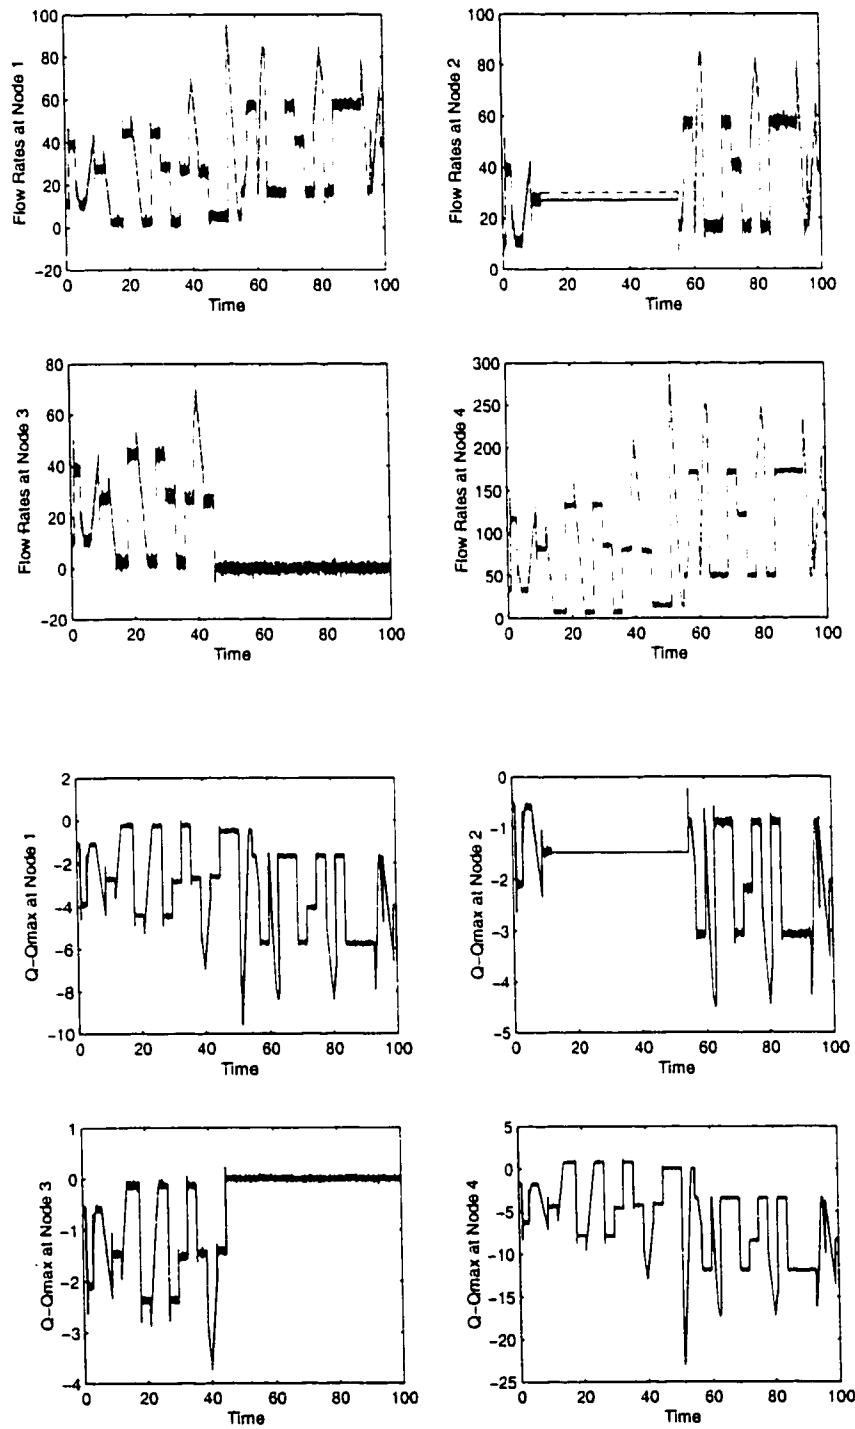 Flow Rates at Node 1
100
80
60
40
20
0
−20
0 20 40 60 80 100
Time
Flow Rates at Node 2
100
80
60
40
20
0
0 20 40 60 80 100
Time
Flow Rates at Node 3
80
60
40
20
0
−20
0 20 40 60 80 100
Time
Flow Rates at Node 4
300
250
200
150
100
50
0
0 20 40 60 80 100
Time
Q−Qmax at Node 1
2
0
−2
−4
−6
−8
−10
0 20 40 60 80 100
Time
Q−Qmax at Node 2
0
−1
−2
−3
−4
−5
0 20 40 60 80 100
Time
Q−Qmax at Node 3
1
0
−1
−2
−3
−4
0 20 40 60 80 100
Time
Q−Qmax at Node 4
5
0
−5
−10
−15
−20
−25
0 20 40 60 80 100
Time